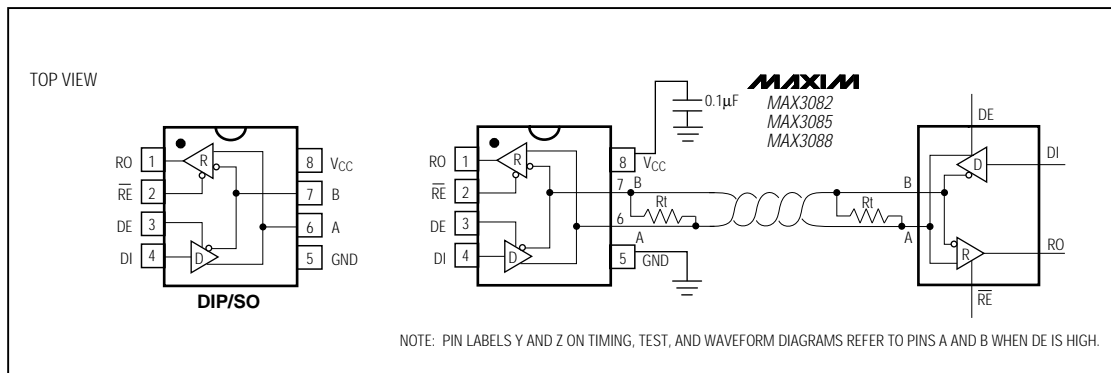 TOP VIEW
RO 1
RE 2
DE 3
DI 4
R
D
8 VCC
7 B
6 A
5 GND
DIP/SO
RO 1
RE 2
DE 3
DI 4
R
D
8 VCC
7 B
6 A
5 GND
0.1µF
Rt
MAXIM
MAX3082
MAX3085
MAX3088
Rt
B
A
DE
D
DI
R
RO
RE
NOTE: PIN LABELS Y AND Z ON TIMING, TEST, AND WAVEFORM DIAGRAMS REFER TO PINS A AND B WHEN DE IS HIGH.